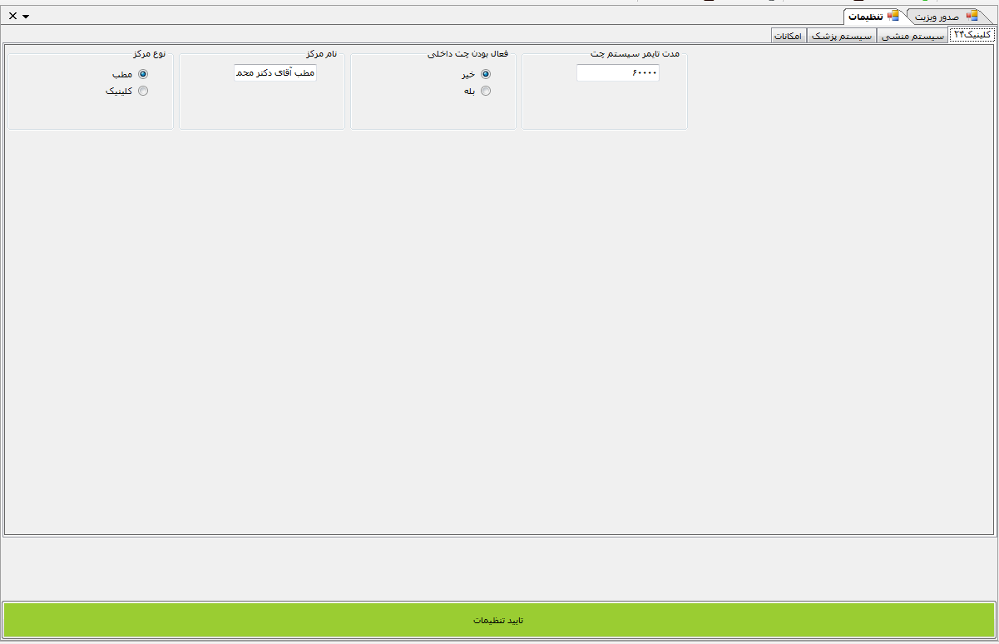 صدور ویزیت
تنظیمات
کلینیک۲۴
سیستم منشی
سیستم پزشک
امکانات
مدت تایمر سیستم چت
۶۰۰۰۰
فعال بودن چت داخلی
خیر
بله
نام مرکز
مطب آقای دکتر محم
نوع مرکز
مطب
کلینیک
تایید تنظیمات